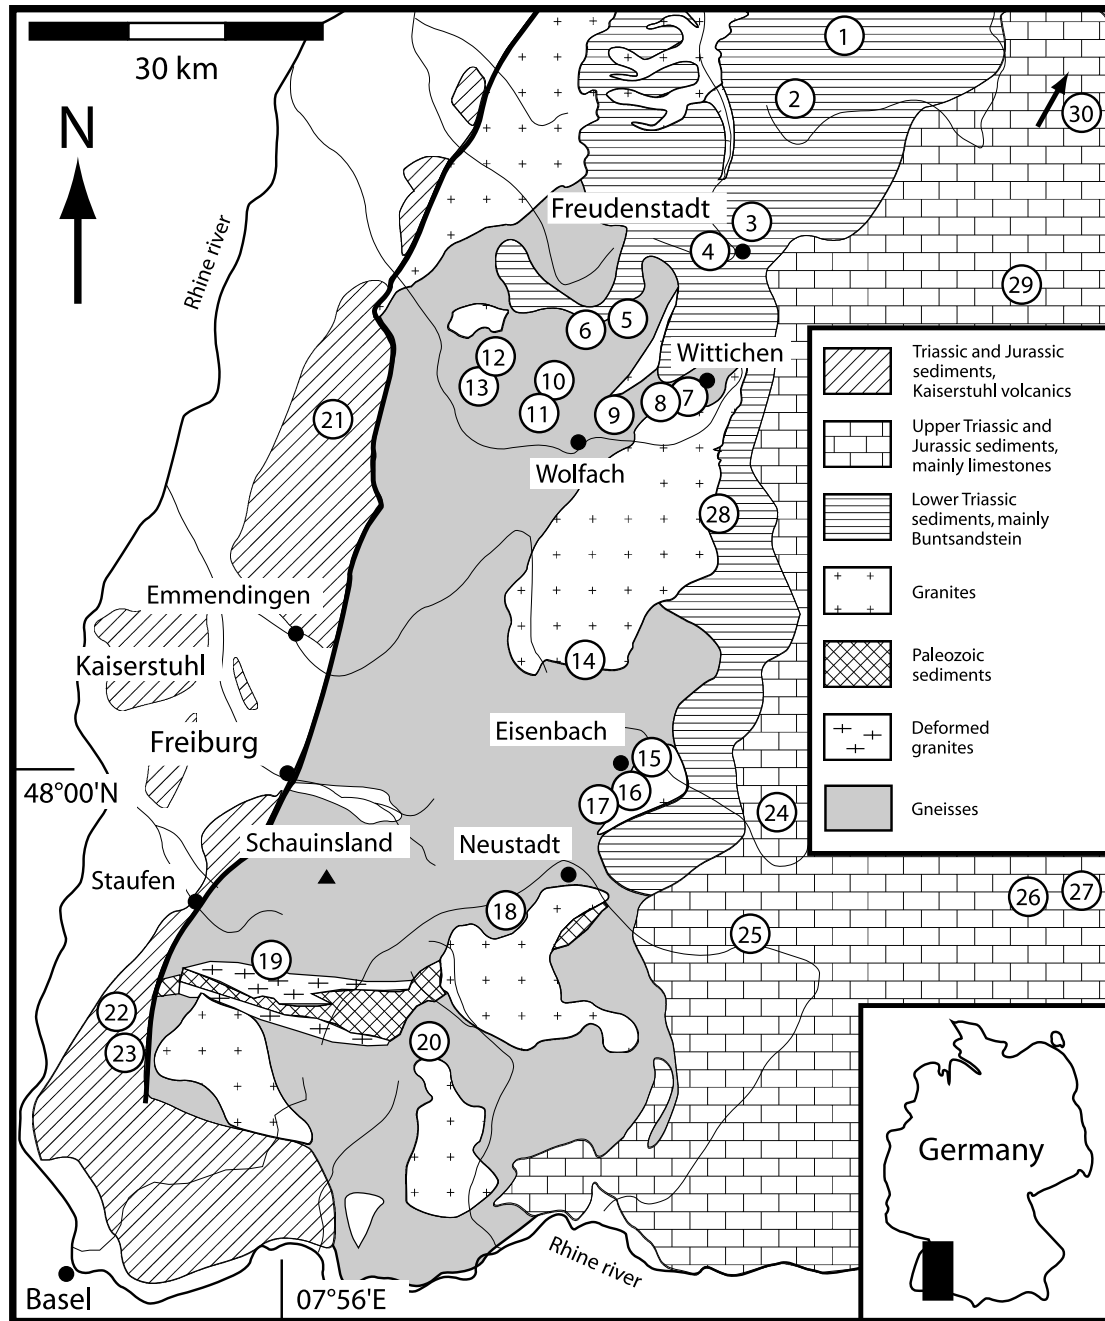 30 km
N
Rhine river
1
2
30
Freudenstadt
3
4
29
5
6
Wittichen
12
13
10
11
9
8
7
21
Wolfach
28
Emmendingen
Kaiserstuhl
14
Freiburg
Eisenbach
15
16
17
48°00'N
24
Schauinsland
Neustadt
Staufen
18
25
26
27
19
22
23
20
Basel
07°56'E
Rhine river
Triassic and Jurassic
sediments,
Kaiserstuhl volcanics
Upper Triassic and
Jurassic sediments,
mainly limestones
Lower Triassic
sediments, mainly
Buntsandstein
Granites
Paleozoic
sediments
Deformed
granites
Gneisses
Germany